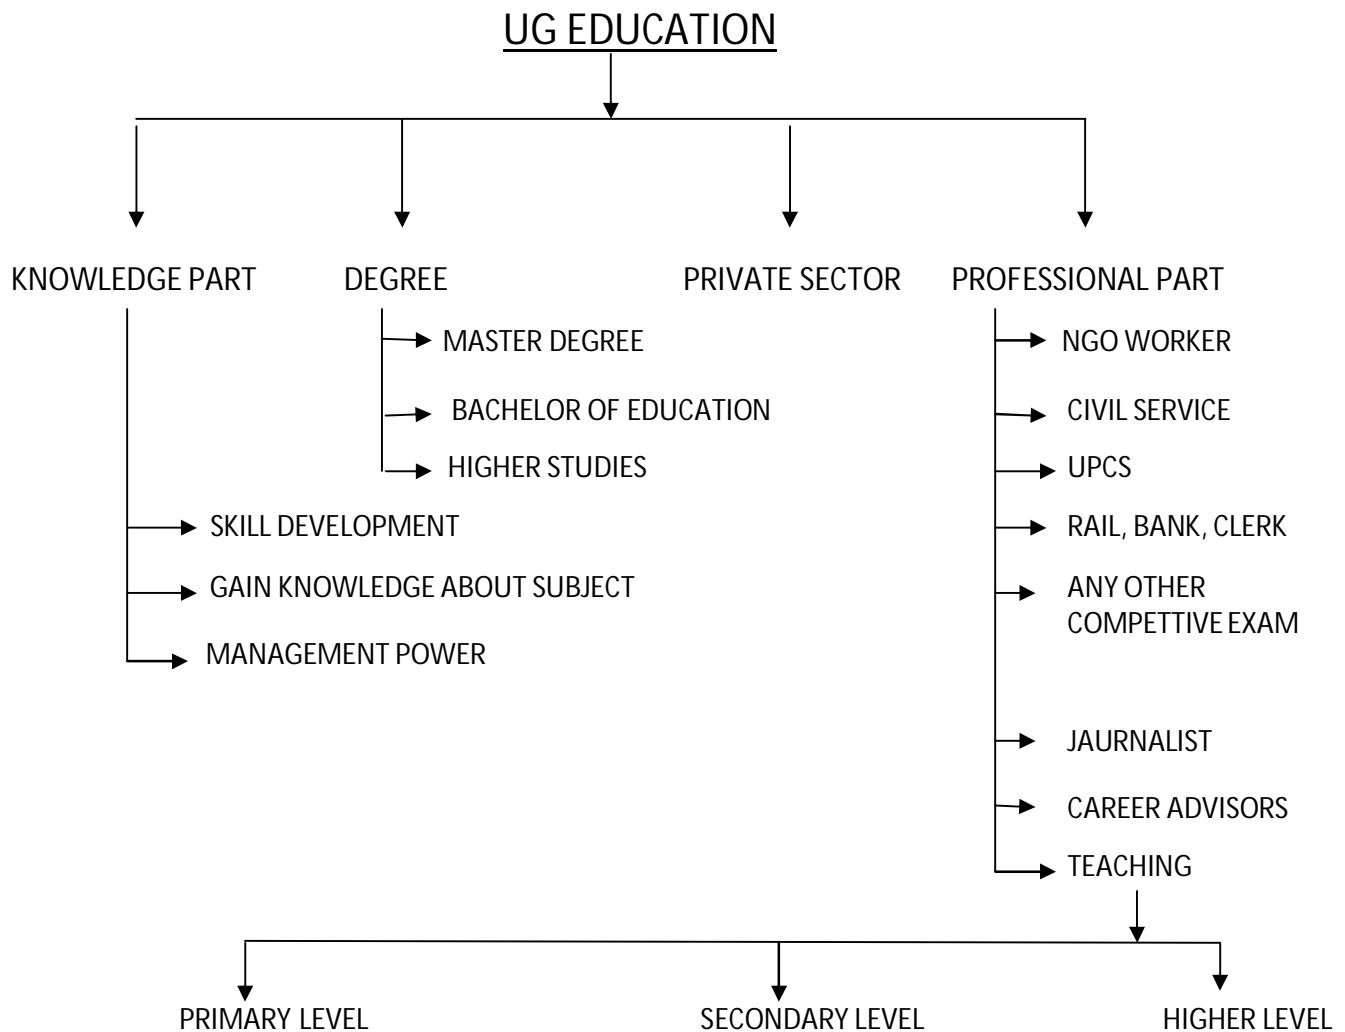 UG EDUCATION
KNOWLEDGE PART
DEGREE
PRIVATE SECTOR
PROFESSIONAL PART
MASTER DEGREE
BACHELOR OF EDUCATION
HIGHER STUDIES
SKILL DEVELOPMENT
GAIN KNOWLEDGE ABOUT SUBJECT
MANAGEMENT POWER
NGO WORKER
CIVIL SERVICE
UPCS
RAIL, BANK, CLERK
ANY OTHER
COMPETTIVE EXAM
JAURNALIST
CAREER ADVISORS
TEACHING
PRIMARY LEVEL
SECONDARY LEVEL
HIGHER LEVEL